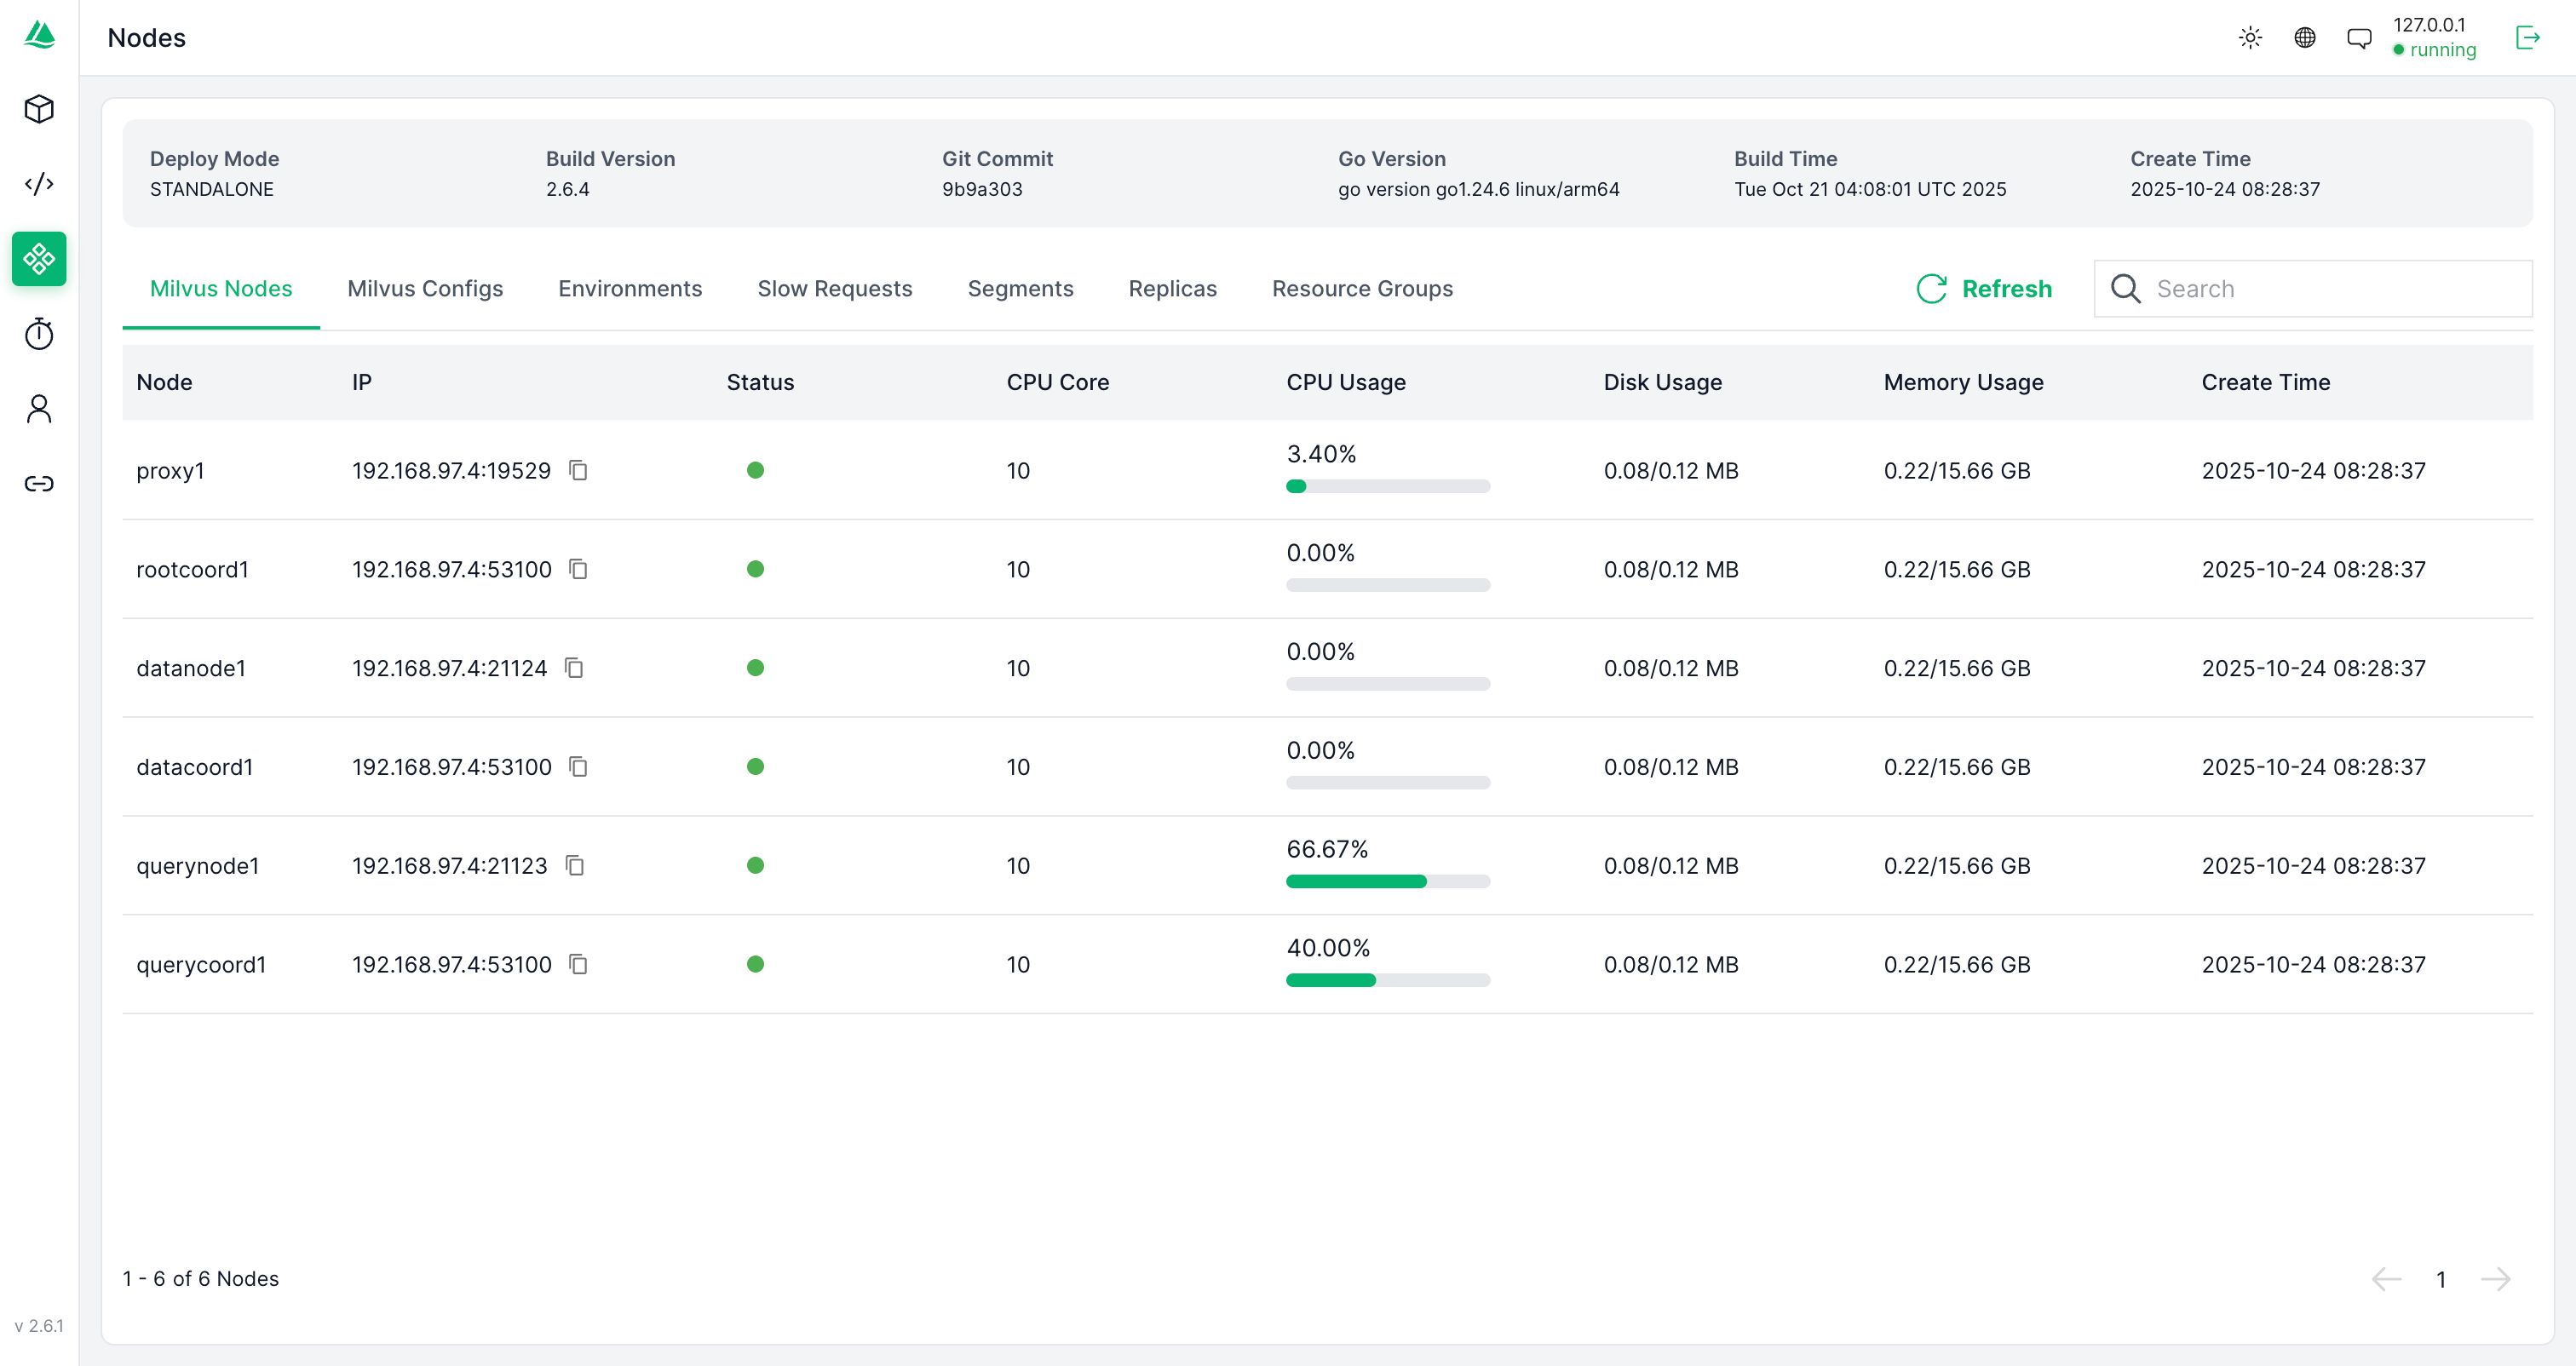 Nodes
127.0.0.1
running
Deploy Mode
STANDALONE
Build Version
2.6.4
Git Commit
9b9a303
Go Version
go version go1.24.6 linux/arm64
Build Time
Tue Oct 21 04:08:01 UTC 2025
Create Time
2025-10-24 08:28:37
Milvus Nodes Milvus Configs Environments Slow Requests Segments Replicas Resource Groups Refresh Search
Node IP Status CPU Core CPU Usage Disk Usage Memory Usage Create Time
proxy1 192.168.97.4:19529 10 3.40% 0.08/0.12 MB 0.22/15.66 GB 2025-10-24 08:28:37
rootcoord1 192.168.97.4:53100 10 0.00% 0.08/0.12 MB 0.22/15.66 GB 2025-10-24 08:28:37
datanode1 192.168.97.4:21124 10 0.00% 0.08/0.12 MB 0.22/15.66 GB 2025-10-24 08:28:37
datacoord1 192.168.97.4:53100 10 0.00% 0.08/0.12 MB 0.22/15.66 GB 2025-10-24 08:28:37
querynode1 192.168.97.4:21123 10 66.67% 0.08/0.12 MB 0.22/15.66 GB 2025-10-24 08:28:37
querycoord1 192.168.97.4:53100 10 40.00% 0.08/0.12 MB 0.22/15.66 GB 2025-10-24 08:28:37
1 - 6 of 6 Nodes 1
v 2.6.1